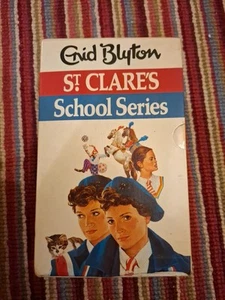 Enid Blyton
ST. CLARE'S
School Series